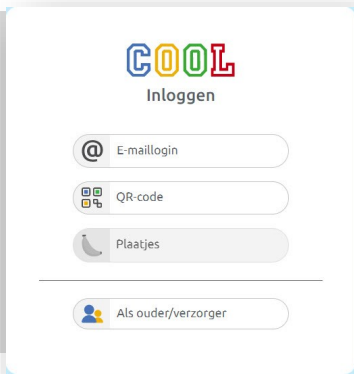 COOL
Inloggen
@ E-maillogin
QR-code
Plaatjes
Als ouder/verzorger